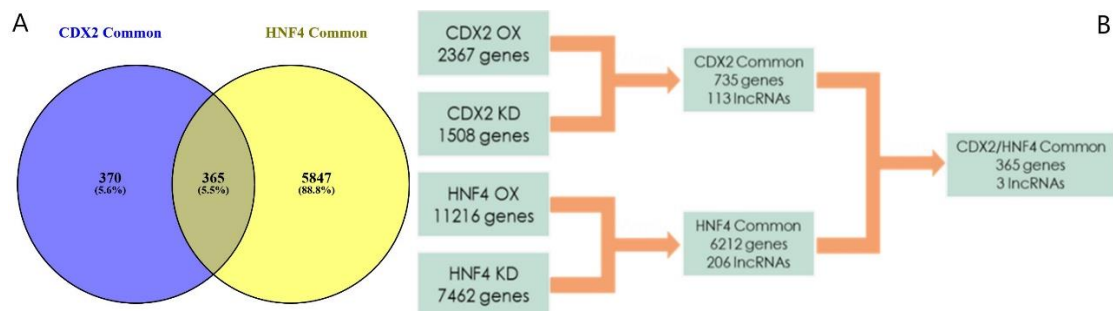 A
CDX2 Common
HNF4 Common
370
(5.6%)
365
(5.5%)
5847
(88.8%)
B
CDX2 OX
2367 genes
CDX2 KD
1508 genes
HNF4 OX
11216 genes
HNF4 KD
7462 genes
CDX2 Common
735 genes
113 lncRNAs
HNF4 Common
6212 genes
206 lncRNAs
CDX2/HNF4 Common
365 genes
3 lncRNAs